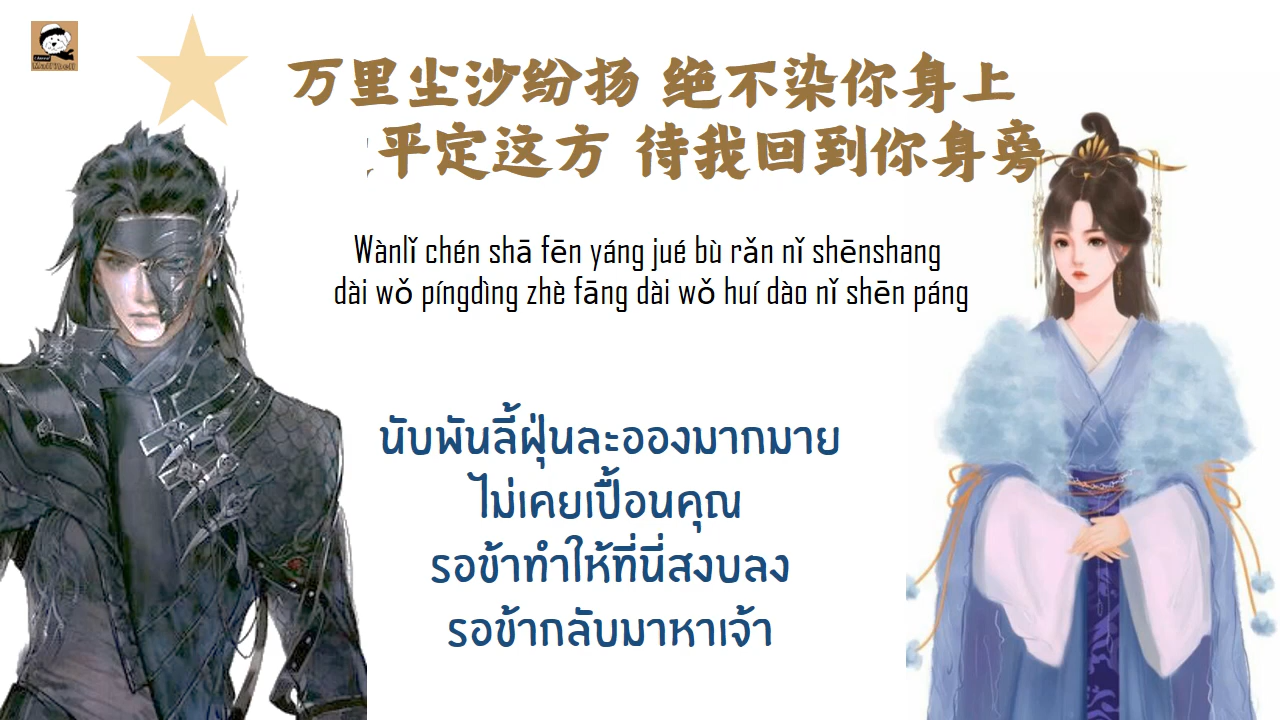 万里尘沙纷扬 绝不染你身上
平定这方 待我回到你身旁
Wànlǐ chén shā fēn yáng jué bù rǎn nǐ shēnshang
dài wǒ píngdìng zhè fāng dài wǒ huí dào nǐ shēn páng
นับพันลี้ฝุ่นละอองมากมาย
ไม่เคยเปื้อนคุณ
รอข้าทำให้ที่นี่สงบลง
รอข้ากลับมาหาเจ้า